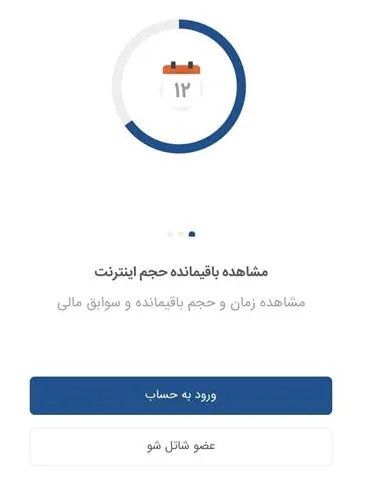 ۱۲
مشاهده باقیمانده حجم اینترنت
مشاهده زمان و حجم باقیمانده و سوابق مالی
ورود به حساب
عضو شاتل شو